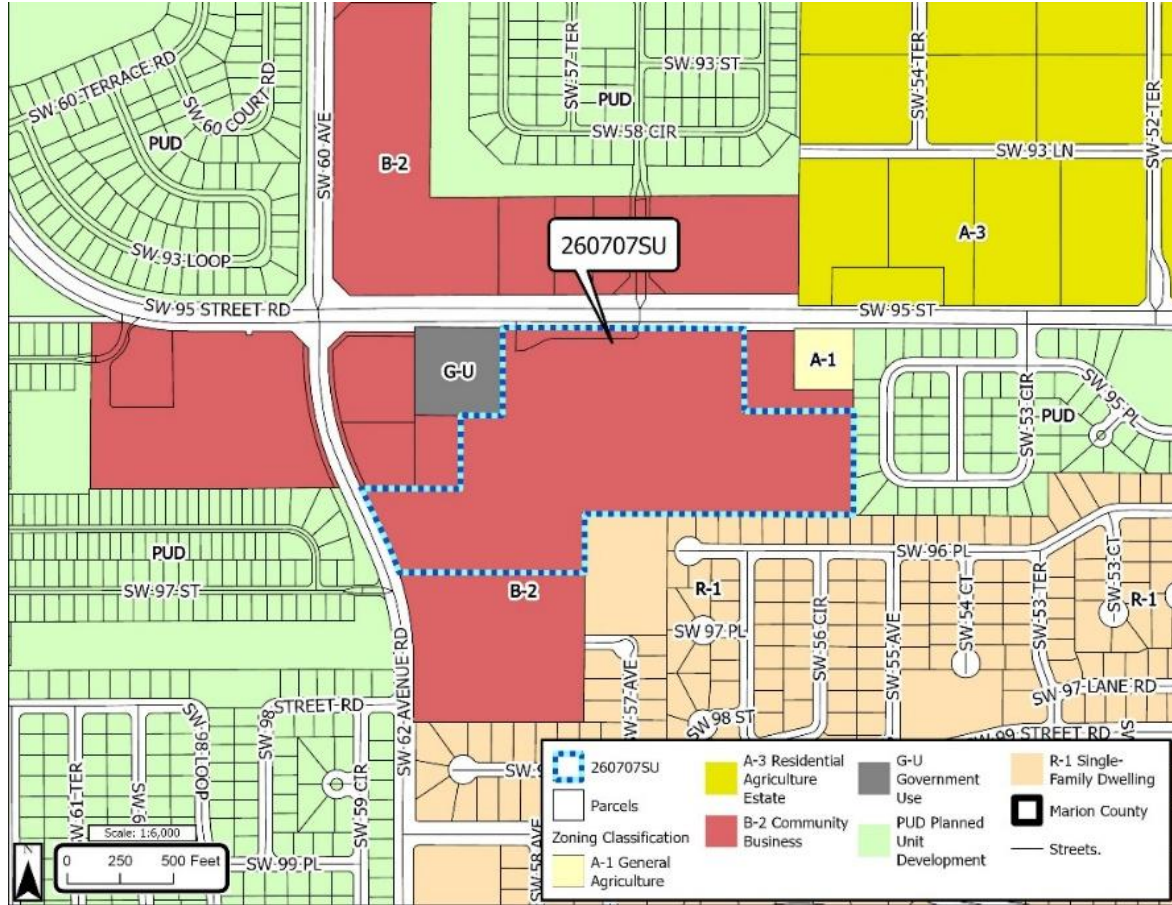 SW 60 TERRACE RD
SW 60 COURT RD
PUD
SW 93 LOOP
SW 60 AVE
B-2
SW 57 TER
SW 93 ST
PUD
SW 58 CIR
SW 54 TER
SW 93 LN
SW 52 TER
A-3
260707SU
SW 95 STREET RD
SW 95 ST
G-U
A-1
SW 53 CIR
PUD
SW 95 PL
PUD
SW 97 ST
B-2
SW 96 PL
R-1
SW 54 CT
SW 53 TER
SW 53 CT
R-1
SW 97 PL
SW 56 CIR
SW 55 AVE
SW 57 AVE
SW 97 LANE RD
SW 98 ST
SW 99 STREET RD
SW 62 AVENUE RD
SW 98 STREET RD
SW 98 LOOP
SW 61 TER
SW 59 CIR
SW 58 AVE
SW 99 PL
Scale: 1:6,000
0 250 500 Feet
260707SU
Parcels
Zoning Classification
A-1 General
Agriculture
A-3 Residential
Agriculture
Estate
B-2 Community
Business
G-U
Government
Use
PUD Planned
Unit
Development
R-1 Single-
Family Dwelling
Marion County
Streets.